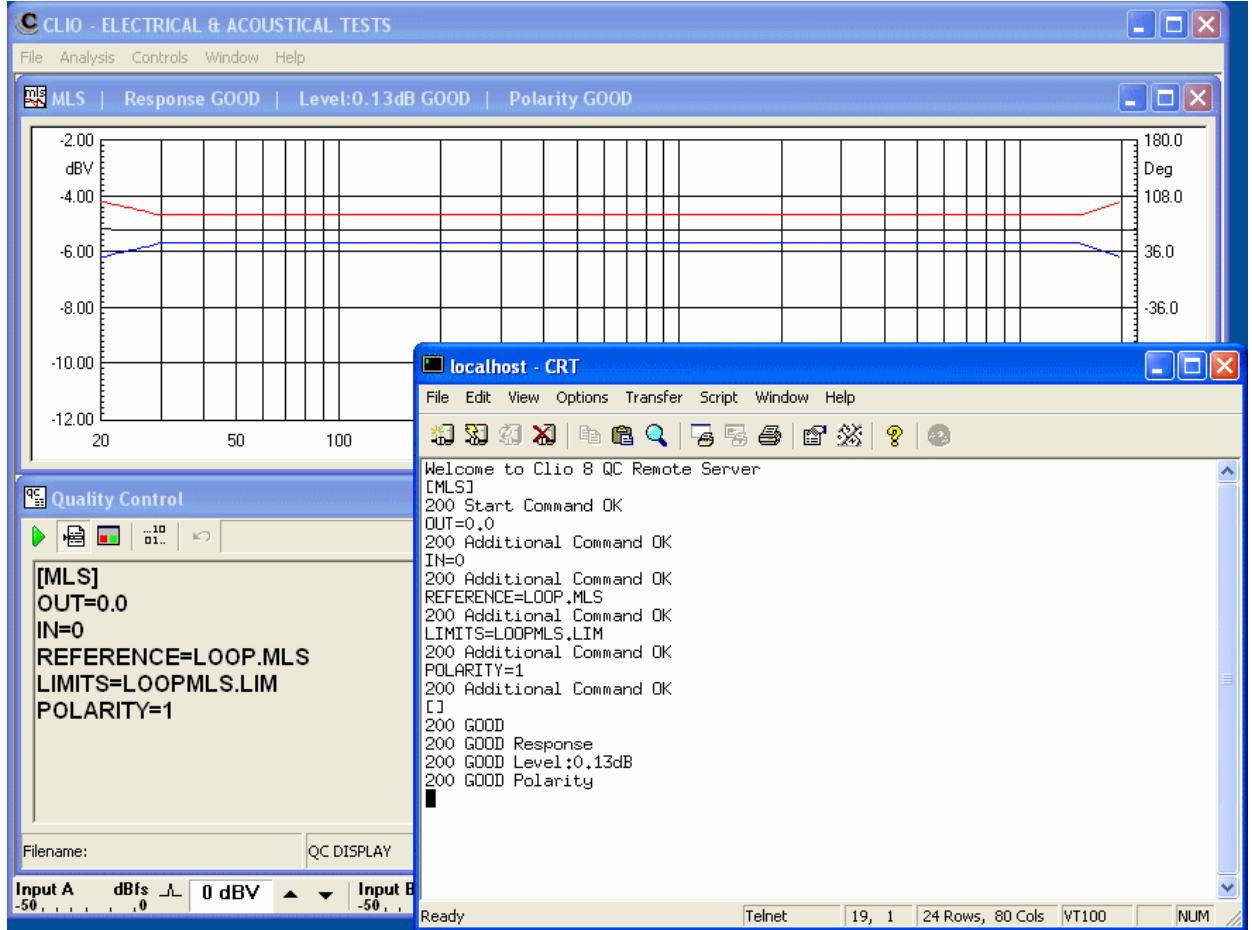 CLIO - ELECTRICAL & ACOUSTICAL TESTS
File Analysis Controls Window Help
MLS | Response GOOD | Level:0.13dB GOOD | Polarity GOOD
-2.00
dBV
-4.00
-6.00
-8.00
-10.00
-12.00
180.0
Deg
108.0
36.0
-36.0
20 50 100
Quality Control
[MLS]
OUT=0.0
IN=0
REFERENCE=LOOP.MLS
LIMITS=LOOPMLS.LIM
POLARITY=1
Filename: QC DISPLAY
Input A dBfs 0 dBV Input B
-50 0 -50
localhost - CRT
File Edit View Options Transfer Script Window Help
Welcome to Clio 8 QC Remote Server
[MLS]
200 Start Command OK
OUT=0.0
200 Additional Command OK
IN=0
200 Additional Command OK
REFERENCE=LOOP.MLS
200 Additional Command OK
LIMITS=LOOPMLS.LIM
200 Additional Command OK
POLARITY=1
200 Additional Command OK
[]
200 GOOD
200 GOOD Response
200 GOOD Level:0.13dB
200 GOOD Polarity
Ready Telnet 19, 1 24 Rows, 80 Cols VT100 NUM